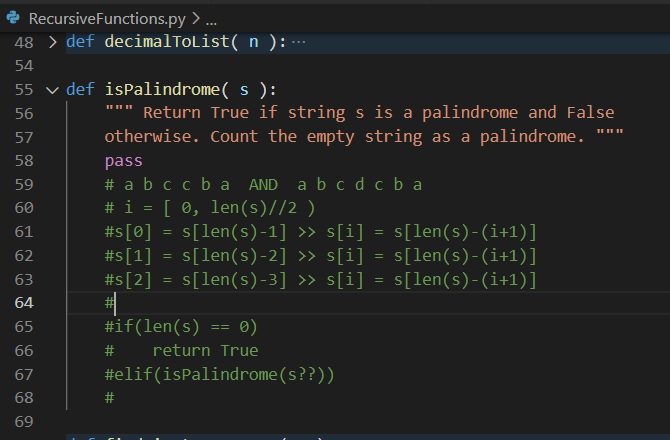 RecursiveFunctions.py > ...
48 > def decimalToList( n ):...
54
55 def isPalindrome( s ):
56 """ Return True if string s is a palindrome and False
57 otherwise. Count the empty string as a palindrome. """
58 pass
59 # a b c c b a  AND  a b c d c b a
60 # i = [ 0, len(s)//2 )
61 #s[0] = s[len(s)-1] >> s[i] = s[len(s)-(i+1)]
62 #s[1] = s[len(s)-2] >> s[i] = s[len(s)-(i+1)]
63 #s[2] = s[len(s)-3] >> s[i] = s[len(s)-(i+1)]
64 #
65 #if(len(s) == 0)
66 #    return True
67 #elif(isPalindrome(s??))
68 #
69